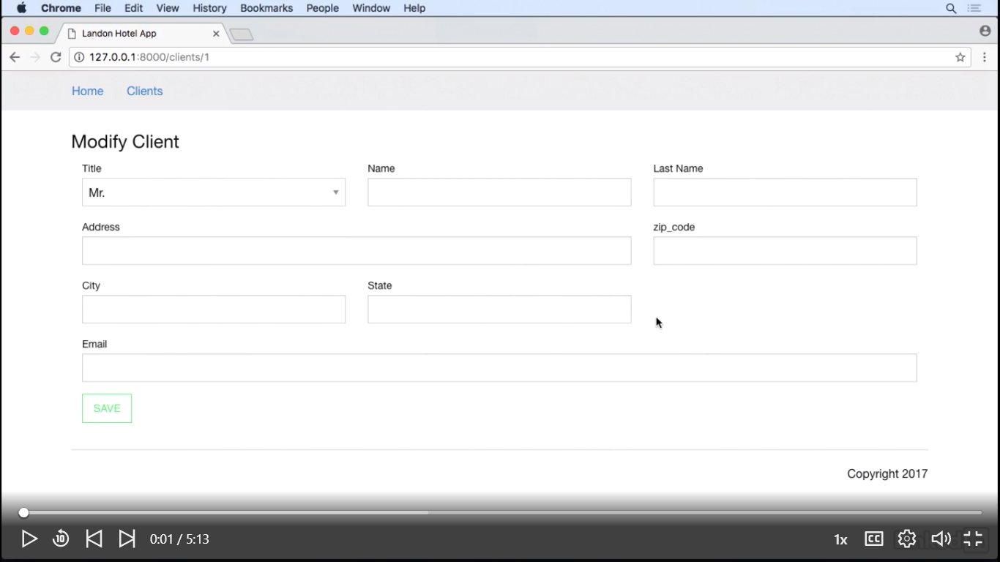 Chrome File Edit View History Bookmarks People Window Help
Landon Hotel App
127.0.0.1:8000/clients/1
Home Clients
Modify Client
Title Name Last Name
Mr.
Address zip_code
City State
Email
SAVE
Copyright 2017
10 0:01 / 5:13 1x CC